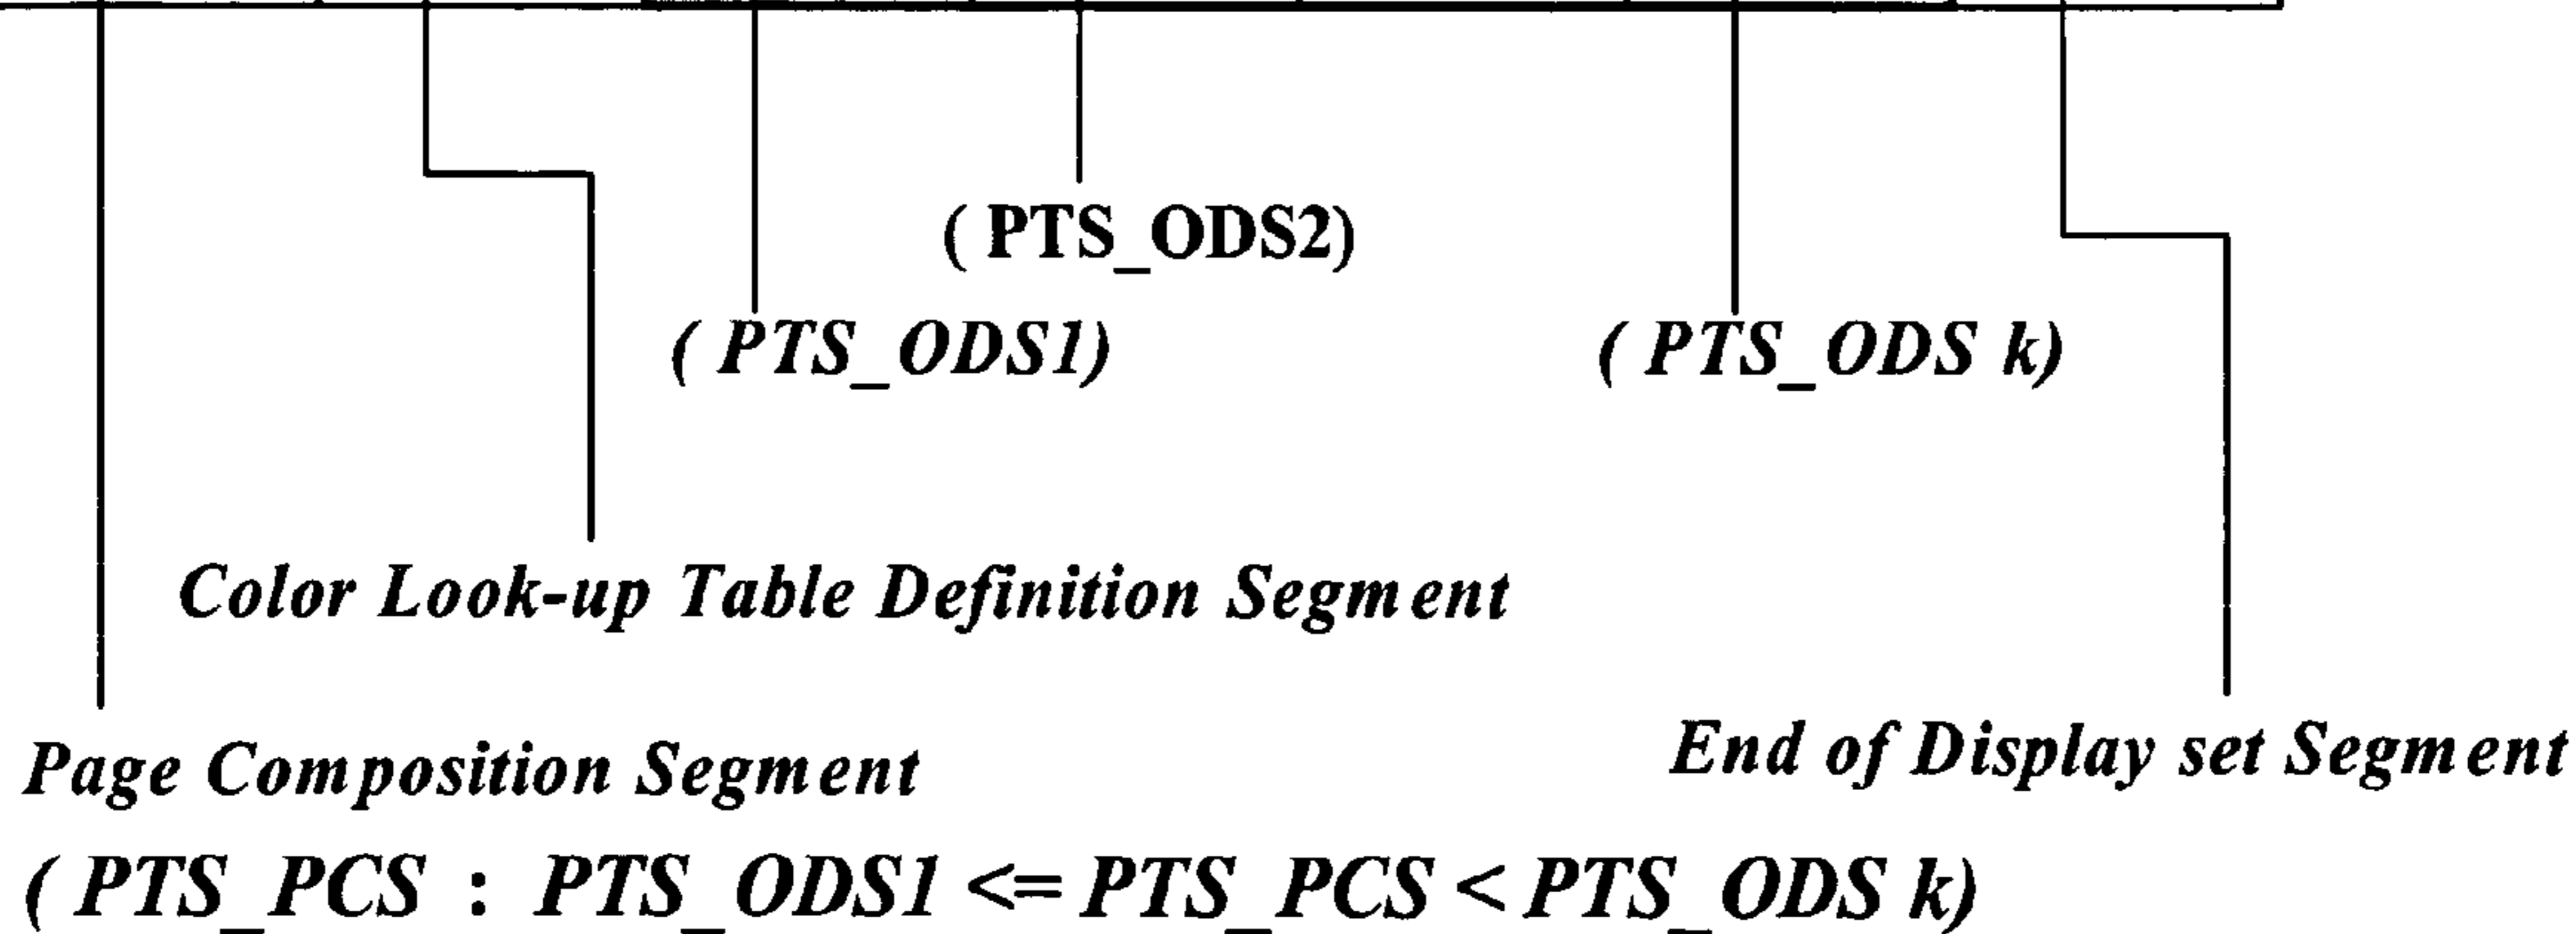 ( PTS_ODS2)
( PTS_ODS1)
( PTS_ODS k)
Color Look-up Table Definition Segment
Page Composition Segment
End of Display set Segment
( PTS_PCS : PTS_ODS1 <= PTS_PCS < PTS_ODS k)